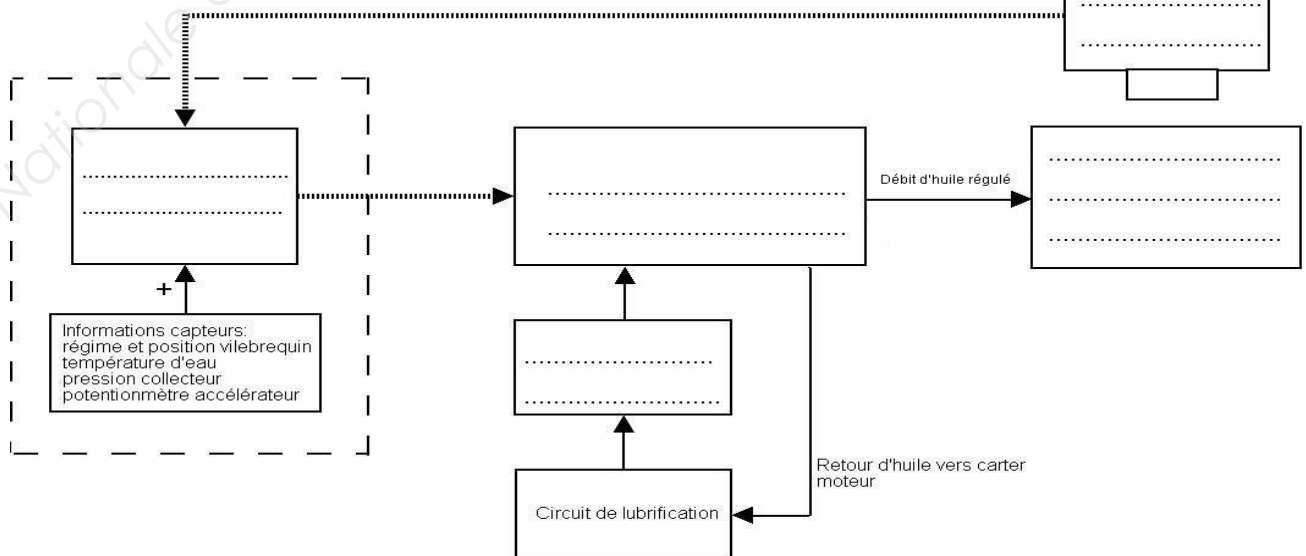 Nationale
Débit d'huile régulé
+
Informations capteurs:
régime et position vilebrequin
température d'eau
pression collecteur
potentionmètre accélérateur
Retour d'huile vers carter
moteur
Circuit de lubrification